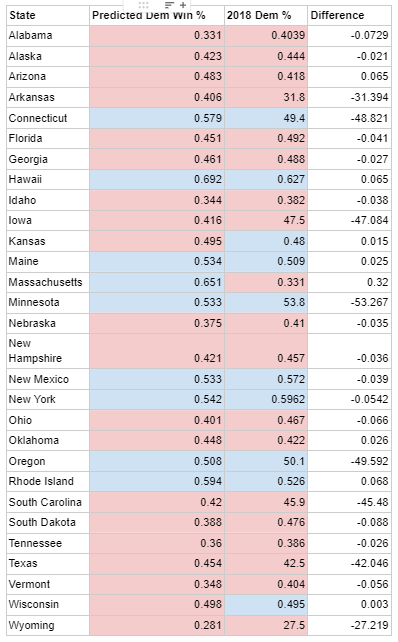 State Predicted Dem Win % 2018 Dem % Difference
Alabama 0.331 0.4039 -0.0729
Alaska 0.423 0.444 -0.021
Arizona 0.483 0.418 0.065
Arkansas 0.406 31.8 -31.394
Connecticut 0.579 49.4 -48.821
Florida 0.451 0.492 -0.041
Georgia 0.461 0.488 -0.027
Hawaii 0.692 0.627 0.065
Idaho 0.344 0.382 -0.038
Iowa 0.416 47.5 -47.084
Kansas 0.495 0.48 0.015
Maine 0.534 0.509 0.025
Massachusetts 0.651 0.331 0.32
Minnesota 0.533 53.8 -53.267
Nebraska 0.375 0.41 -0.035
New
Hampshire 0.421 0.457 -0.036
New Mexico 0.533 0.572 -0.039
New York 0.542 0.5962 -0.0542
Ohio 0.401 0.467 -0.066
Oklahoma 0.448 0.422 0.026
Oregon 0.508 50.1 -49.592
Rhode Island 0.594 0.526 0.068
South Carolina 0.42 45.9 -45.48
South Dakota 0.388 0.476 -0.088
Tennessee 0.36 0.386 -0.026
Texas 0.454 42.5 -42.046
Vermont 0.348 0.404 -0.056
Wisconsin 0.498 0.495 0.003
Wyoming 0.281 27.5 -27.219